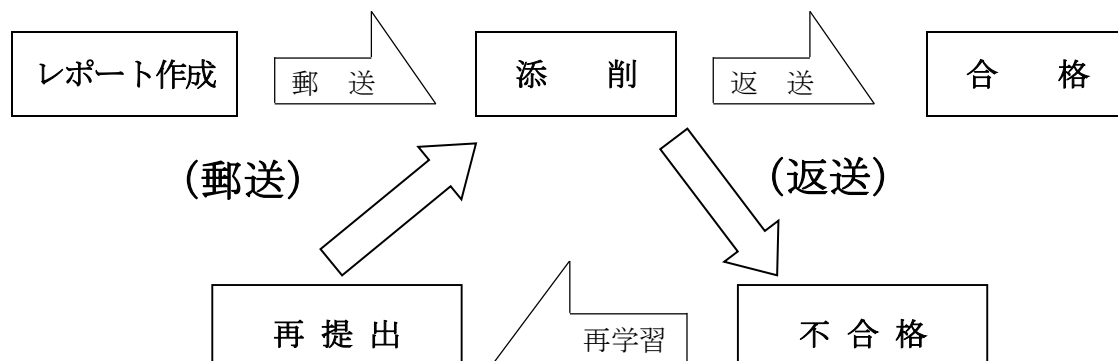 レポート作成
郵 送
添 削
返 送
合 格
(郵送)
(返送)
再 提 出
再学習
不 合 格